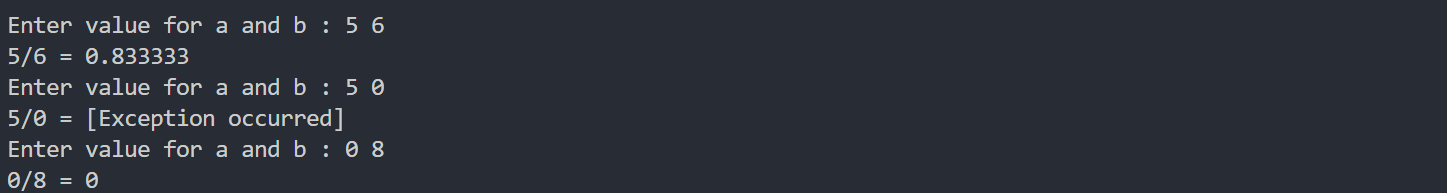 Enter value for a and b : 5 6
5/6 = 0.833333
Enter value for a and b : 5 0
5/0 = [Exception occurred]
Enter value for a and b : 0 8
0/8 = 0